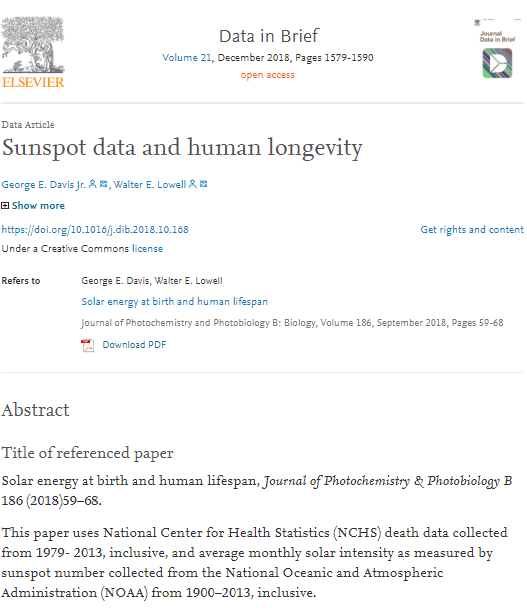 ELSEVIER
Data in Brief
Volume 21, December 2018, Pages 1579-1590
open access
Journal
Data in Brief
Data Article
Sunspot data and human longevity
George E. Davis Jr. , Walter E. Lowell
Show more
https://doi.org/10.1016/j.dib.2018.10.168 Get rights and content
Under a Creative Commons license
Refers to George E. Davis, Walter E. Lowell
Solar energy at birth and human lifespan
Journal of Photochemistry and Photobiology B: Biology, Volume 186, September 2018, Pages 59-68
Download PDF
Abstract
Title of referenced paper
Solar energy at birth and human lifespan, Journal of Photochemistry & Photobiology B
186 (2018)59–68.
This paper uses National Center for Health Statistics (NCHS) death data collected
from 1979- 2013, inclusive, and average monthly solar intensity as measured by
sunspot number collected from the National Oceanic and Atmospheric
Administration (NOAA) from 1900–2013, inclusive.